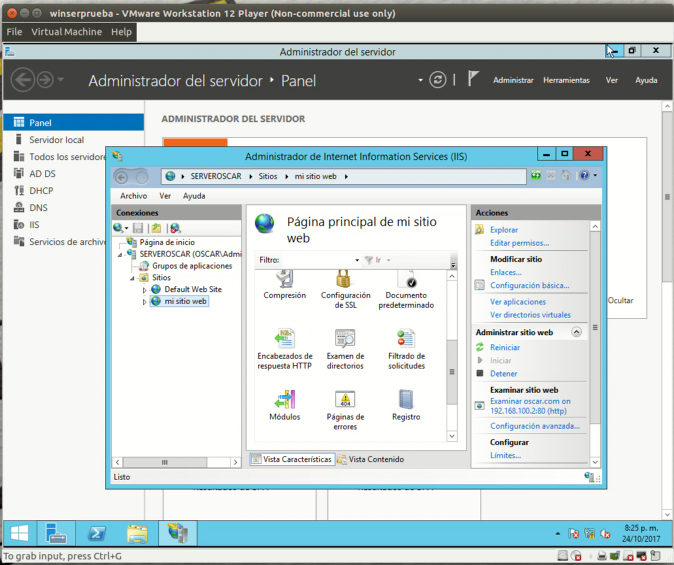 winserprueba - VMware Workstation 12 Player (Non-commercial use only)
File Virtual Machine Help
Administrador del servidor
Administrador del servidor Panel
Administrar Herramientas Ver Ayuda
Panel
Servidor local
Todos los servidore
AD DS
DHCP
DNS
IIS
Servicios de archiv
ADMINISTRADOR DEL SERVIDOR
Ocultar
Administrador de Internet Information Services (IIS)
SERVEROSCAR Sitios mi sitio web
Archivo Ver Ayuda
Conexiones
Página de inicio
SERVEROSCAR (OSCAR\Admi
Grupos de aplicaciones
Sitios
Default Web Site
mi sitio web
Página principal de mi sitio
web
Filtro: Ir
Compresión
Configuración
de SSL
Documento
predeterminado
Encabezados de
respuesta HTTP
Examen de
directorios
Filtrado de
solicitudes
Módulos
404
Páginas de
errores
Registro
Vista Características Vista Contenido
Acciones
Explorar
Editar permisos...
Modificar sitio
Enlaces...
Configuración básica...
Ver aplicaciones
Ver directorios virtuales
Administrar sitio web
Reiniciar
Iniciar
Detener
Examinar sitio web
Examinar oscar.com on
192.168.100.2:80 (http)
Configuración avanzada...
Configurar
Límites...
Listo
8:25 p. m.
24/10/2017
To grab input, press Ctrl+G